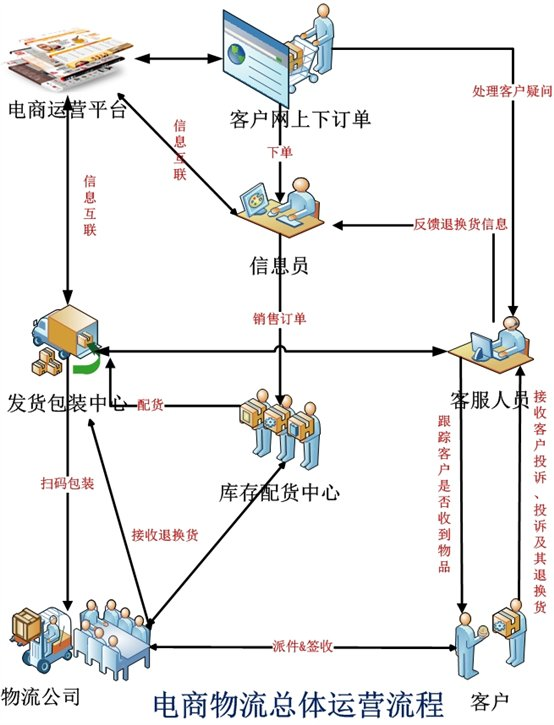 电商运营平台
客户网上下订单
处理客户疑问
信息互联
下单
信息互联
信息员
反馈退换货信息
销售订单
发货包装中心
客服人员
配货
库存配货中心
扫码包装
接收退换货
跟踪客户是否收到物品
接收客户投诉、投诉及其退换货
派件&签收
物流公司
客户
电商物流总体运营流程